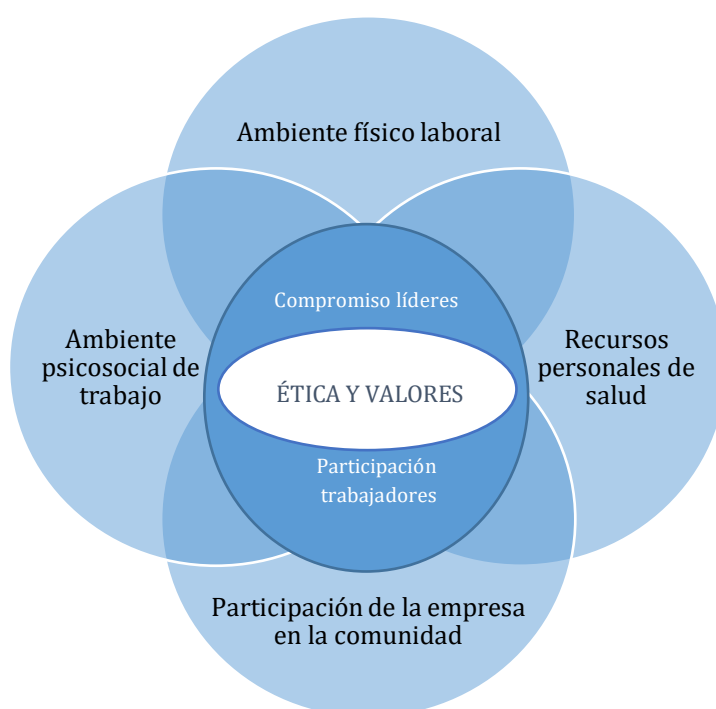 Ambiente físico laboral
Compromiso líderes
Ambiente
psicosocial de
trabajo
ÉTICA Y VALORES
Recursos
personales de
salud
Participación
trabajadores
Participación de la empresa
en la comunidad